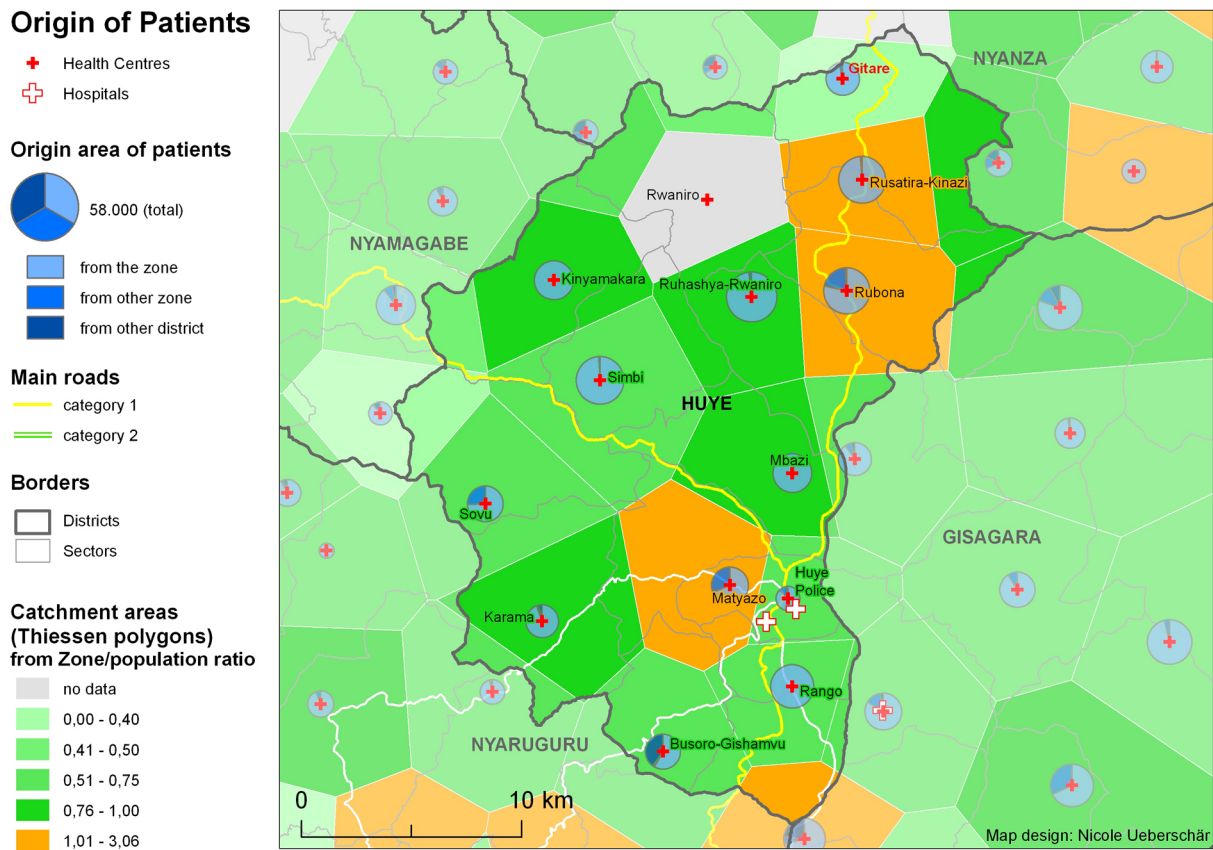 Origin of Patients
Health Centres
Hospitals
Origin area of patients
58.000 (total)
from the zone
from other zone
from other district
Main roads
category 1
category 2
Borders
Districts
Sectors
Catchment areas
(Thiessen polygons)
from Zone/population ratio
no data
0,00 - 0,40
0,41 - 0,50
0,51 - 0,75
0,76 - 1,00
1,01 - 3,06
NYANZA
Gitare
Rusatira-Kinazi
Rwaniro
NYAMAGABE
Kinyamakara
Ruhashya-Rwaniro
Rubona
Simbi
HUYE
Mbazi
Sovu
GISAGARA
Huye
Police
Matyazo
Karama
Rango
NYARUGURU
Busoro-Gishamvu
0 10 km
Map design: Nicole Ueberschär